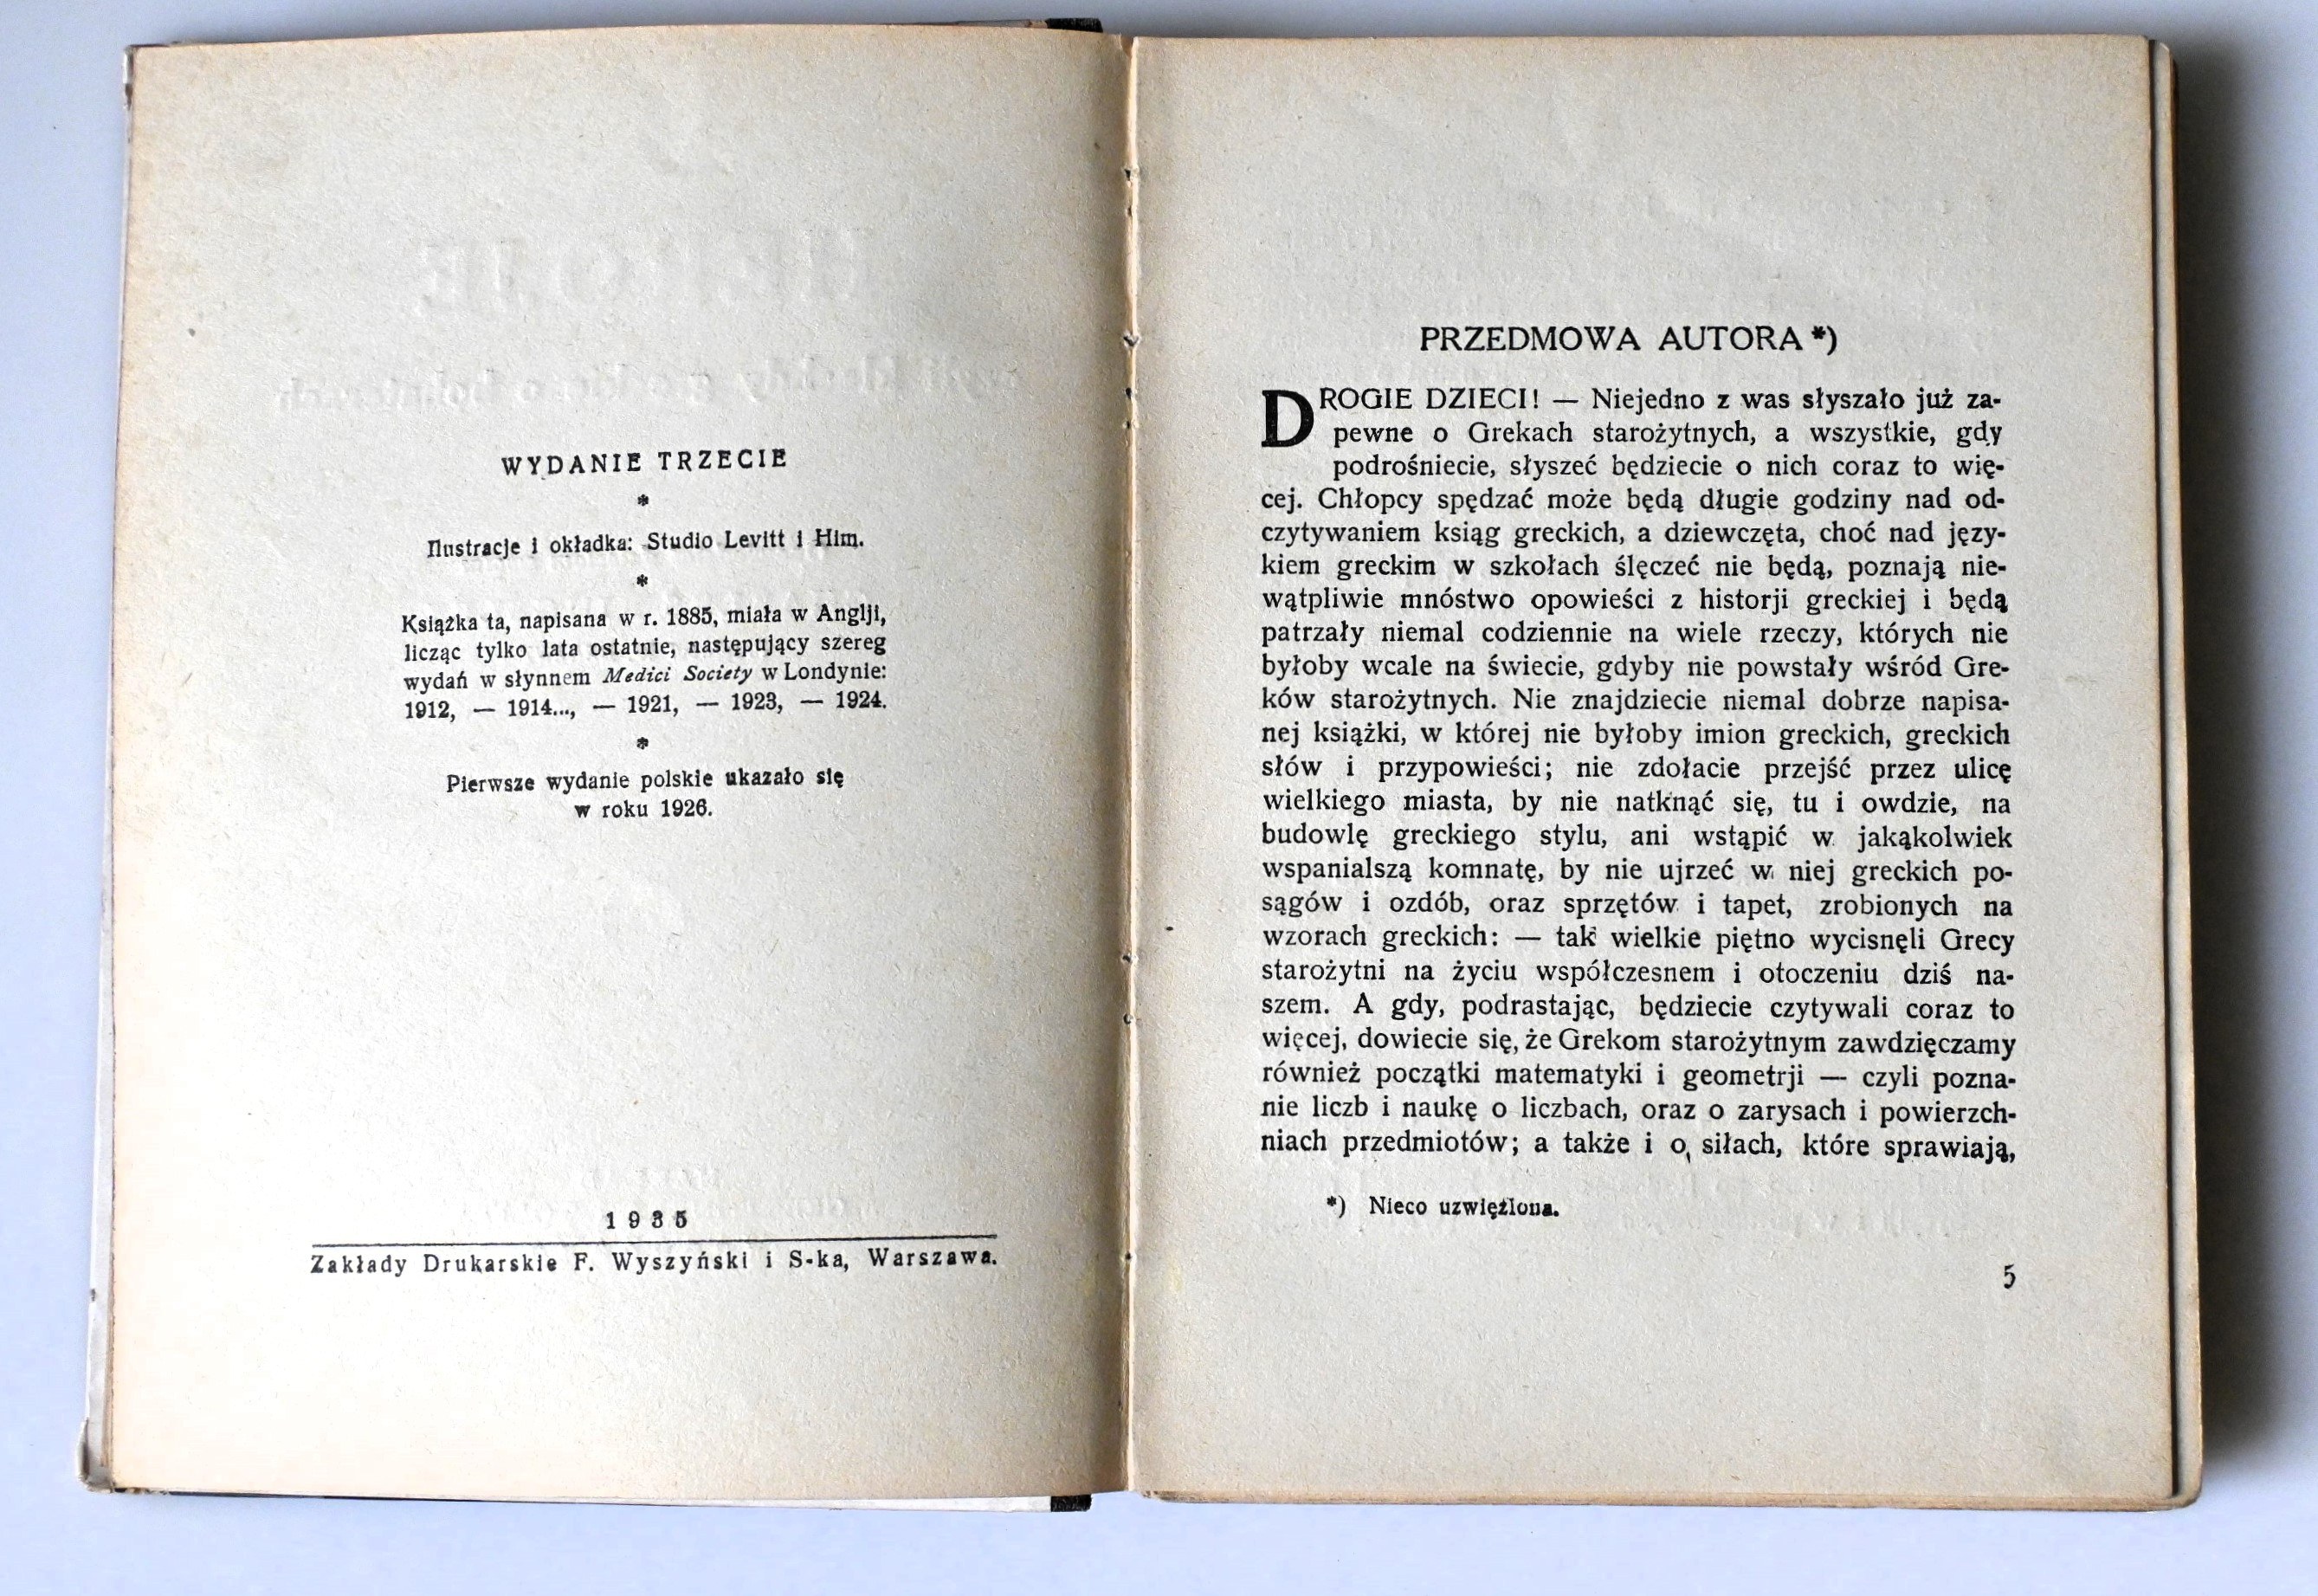 WYDANIE TRZECIE
*
Ilustracje i okładka: Studio Levitt i Him.
*
Książka ta, napisana w r. 1885, miała w Anglji,
licząc tylko lata ostatnie, następujący szereg
wydań w słynnem Medici Society w Londynie:
1912, — 1914..., — 1921, — 1923, — 1924.
*
Pierwsze wydanie polskie ukazało się
w roku 1926.
1935
Zakłady Drukarskie F. Wyszyński i S-ka, Warszawa.
PRZEDMOWA AUTORA *)
DROGIE DZIECI! — Niejedno z was słyszało już za-
pewne o Grekach starożytnych, a wszystkie, gdy
podrośniecie, słyszeć będziecie o nich coraz to wię-
cej. Chłopcy spędzać może będą długie godziny nad od-
czytywaniem ksiąg greckich, a dziewczęta, choć nad języ-
kiem greckim w szkołach ślęczeć nie będą, poznają nie-
wątpliwie mnóstwo opowieści z historji greckiej i będą
patrzały niemal codziennie na wiele rzeczy, których nie
byłoby wcale na świecie, gdyby nie powstały wśród Gre-
ków starożytnych. Nie znajdziecie niemal dobrze napisa-
nej książki, w której nie byłoby imion greckich, greckich
słów i przypowieści; nie zdołacie przejść przez ulicę
wielkiego miasta, by nie natknąć się, tu i owdzie, na
budowlę greckiego stylu, ani wstąpić w jakąkolwiek
wspanialszą komnatę, by nie ujrzeć w niej greckich po-
sągów i ozdób, oraz sprzętów i tapet, zrobionych na
wzorach greckich: — tak wielkie piętno wycisnęli Grecy
starożytni na życiu współczesnem i otoczeniu dziś na-
szem. A gdy, podrastając, będziecie czytywali coraz to
więcej, dowiecie się, że Grekom starożytnym zawdzięczamy
również początki matematyki i geometrji — czyli pozna-
nie liczb i naukę o liczbach, oraz o zarysach i powierzch-
niach przedmiotów; a także i o siłach, które sprawiają,
*) Nieco uzwięźlona.
5